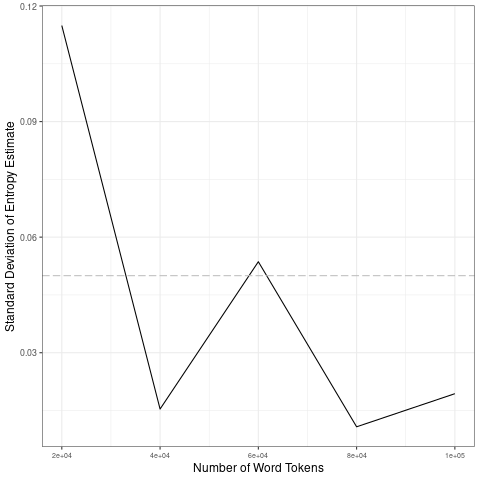 Standard Deviation of Entropy Estimate
0.12
0.09
0.06
0.03
2e+04 4e+04 6e+04 8e+04 1e+05
Number of Word Tokens